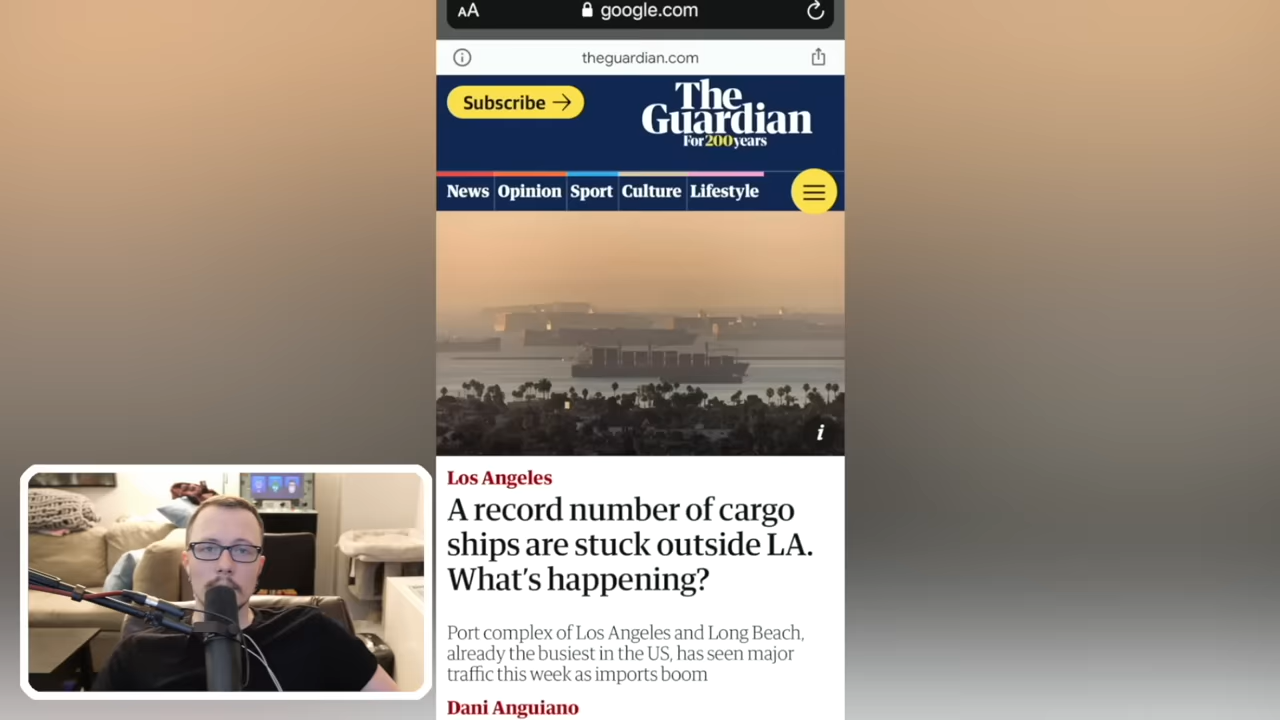 AA google.com
theguardian.com
Subscribe →
The
Guardian
For 200 years
News Opinion Sport Culture Lifestyle
i
Los Angeles
A record number of cargo
ships are stuck outside LA.
What's happening?
Port complex of Los Angeles and Long Beach,
already the busiest in the US, has seen major
traffic this week as imports boom
Dani Anguiano